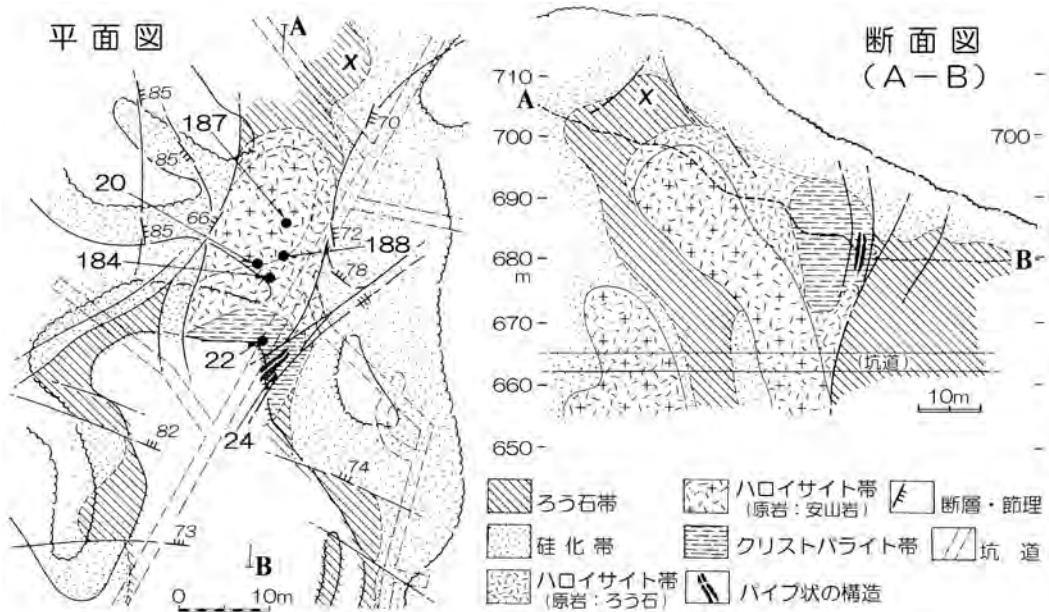 平面図
A
x
85
187
70
85
85
20
66
72
188
85
184
78
22
82
24
74
73
B
0 10m
断面図
(A-B)
710
A
x
700
700
690
680
m
B
670
(坑道)
660
10m
650
ろう石帯
ハロイサイト帯
(原岩:安山岩)
断層・節理
硅化帯
クリストバライト帯
坑道
ハロイサイト帯
(原岩:ろう石)
パイプ状の構造